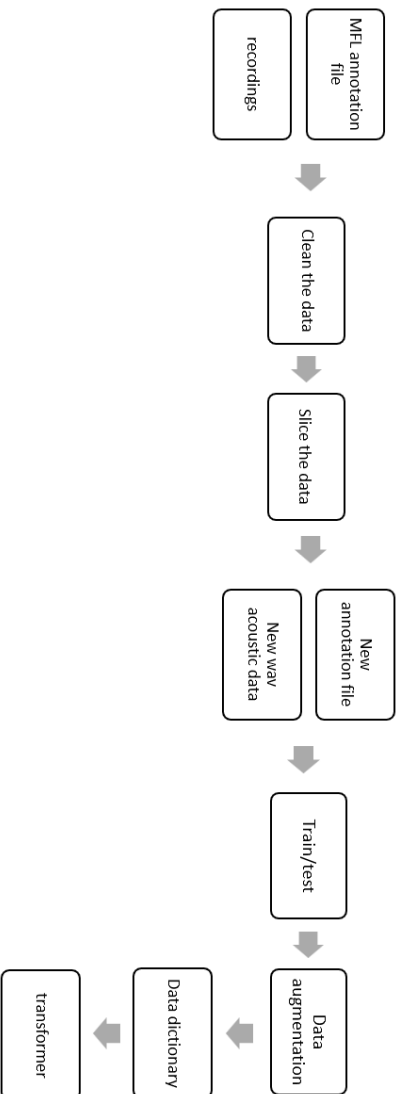 MFL annotation
file
recordings
Clean the data
Slice the data
New
annotation file
New wav
acoustic data
Train/test
Data
augmentation
Data dictionary
transformer